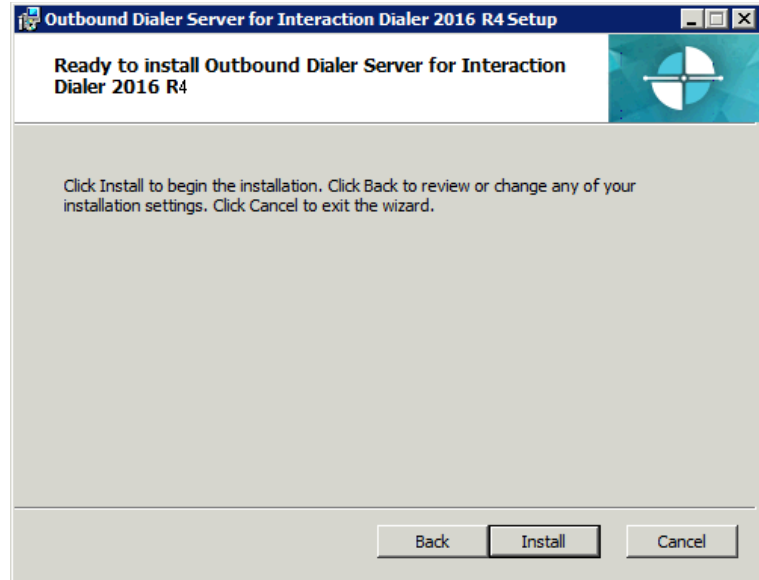 Outbound Dialer Server for Interaction Dialer 2016 R4 Setup
Ready to install Outbound Dialer Server for Interaction
Dialer 2016 R4
Click Install to begin the installation. Click Back to review or change any of your
installation settings. Click Cancel to exit the wizard.
Back Install Cancel